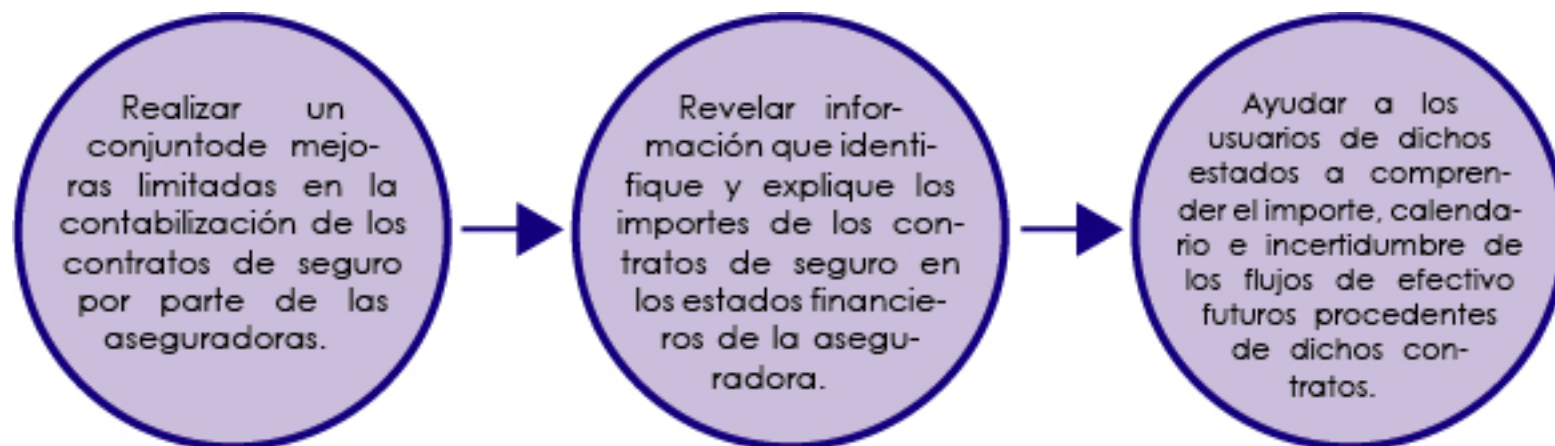 Realizar un
conjuntode mejo-
ras limitadas en la
contabilización de los
contratos de seguro
por parte de las
aseguradoras.
Revelar infor-
mación que identi-
fique y explique los
importes de los con-
tratos de seguro en
los estados financie-
ros de la asegu-
radora.
Ayudar a los
usuarios de dichos
estados a compren-
der el importe, calenda-
rio e incertidumbre de
los flujos de efectivo
futuros procedentes
de dichos con-
tratos.